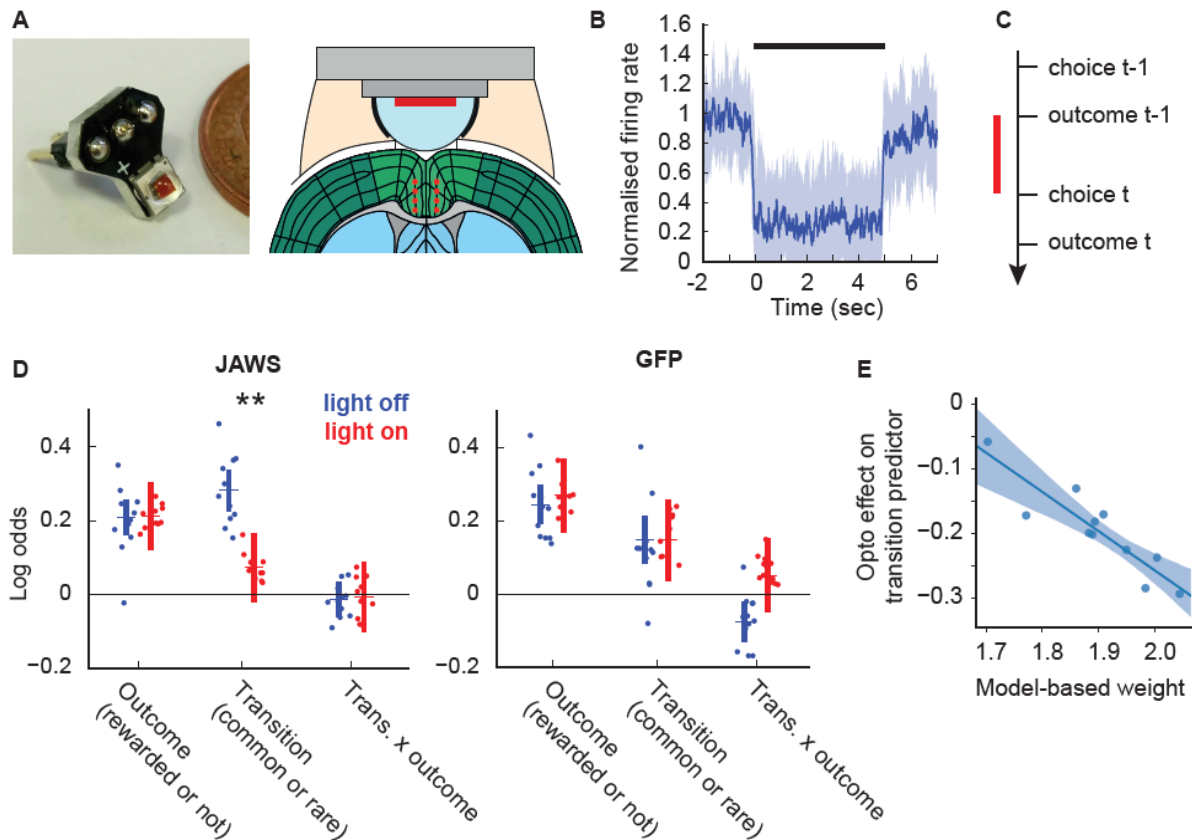 A
B
Normalised firing rate
1.6
1.4
1.2
1
0.8
0.6
0.4
0.2
0
-2
0
2
4
6
Time (sec)
C
choice t-1
outcome t-1
choice t
outcome t
D
JAWS
GFP
**
light off
light on
Log odds
0.4
0.2
0
−0.2
Outcome
(rewarded or not)
Transition
(common or rare)
Trans. x outcome
0.4
0.2
0
−0.2
Outcome
(rewarded or not)
Transition
(common or rare)
Trans. x outcome
E
Opto effect on
transition predictor
0
−0.1
−0.2
−0.3
1.7
1.8
1.9
2.0
Model-based weight